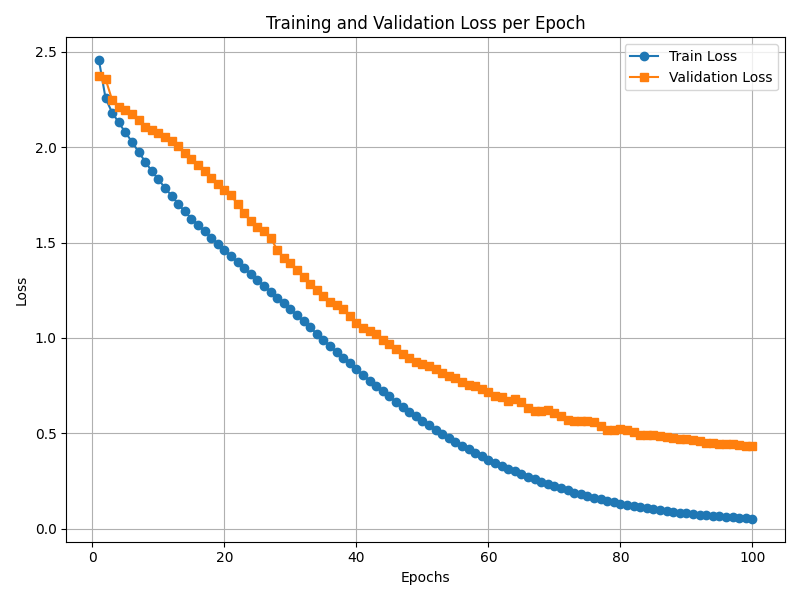 Training and Validation Loss per Epoch
Train Loss
Validation Loss
2.5
2.0
1.5
1.0
0.5
0.0
Loss
0 20 40 60 80 100
Epochs